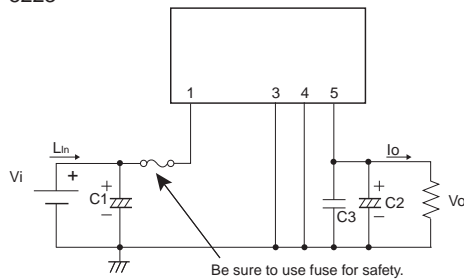 1 3 4 5
LIn
Io
Vi
+
+
C1
–
C3
+
C2
–
Vo
Be sure to use fuse for safety.